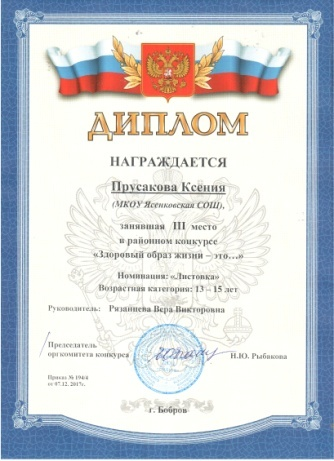 ДИПЛОМ
НАГРАЖДАЕТСЯ
Прусакова Ксения
(МКОУ Ясенковская СОШ),
занявшая III место
в районном конкурсе
«Здоровый образ жизни – это…»
Номинация: «Листовка»
Возрастная категория: 13 – 15 лет
Руководитель: Рязанцева Вера Викторовна
Председатель
оргкомитета конкурса Н.Ю. Рыбакова
Приказ № 194/4
от 07.12. 2017г.
г. Бобров